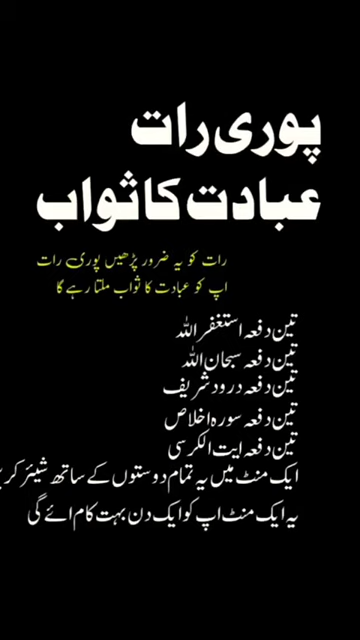 پوری رات
عبادت کا ثواب
رات کو یہ ضرور پڑھیں پوری رات
اپ کو عبادت کا ثواب ملتا رہے گا
تین دفعہ استغفر اللہ
تین دفعہ سبحان اللہ
تین دفعہ درود شریف
تین دفعہ سورہ اخلاص
تین دفعہ ایت الکرسی
ایک منٹ میں یہ تمام دوستوں کے ساتھ شیئر
یہ ایک منٹ اپ کو ایک دن بہت کام ائے گی